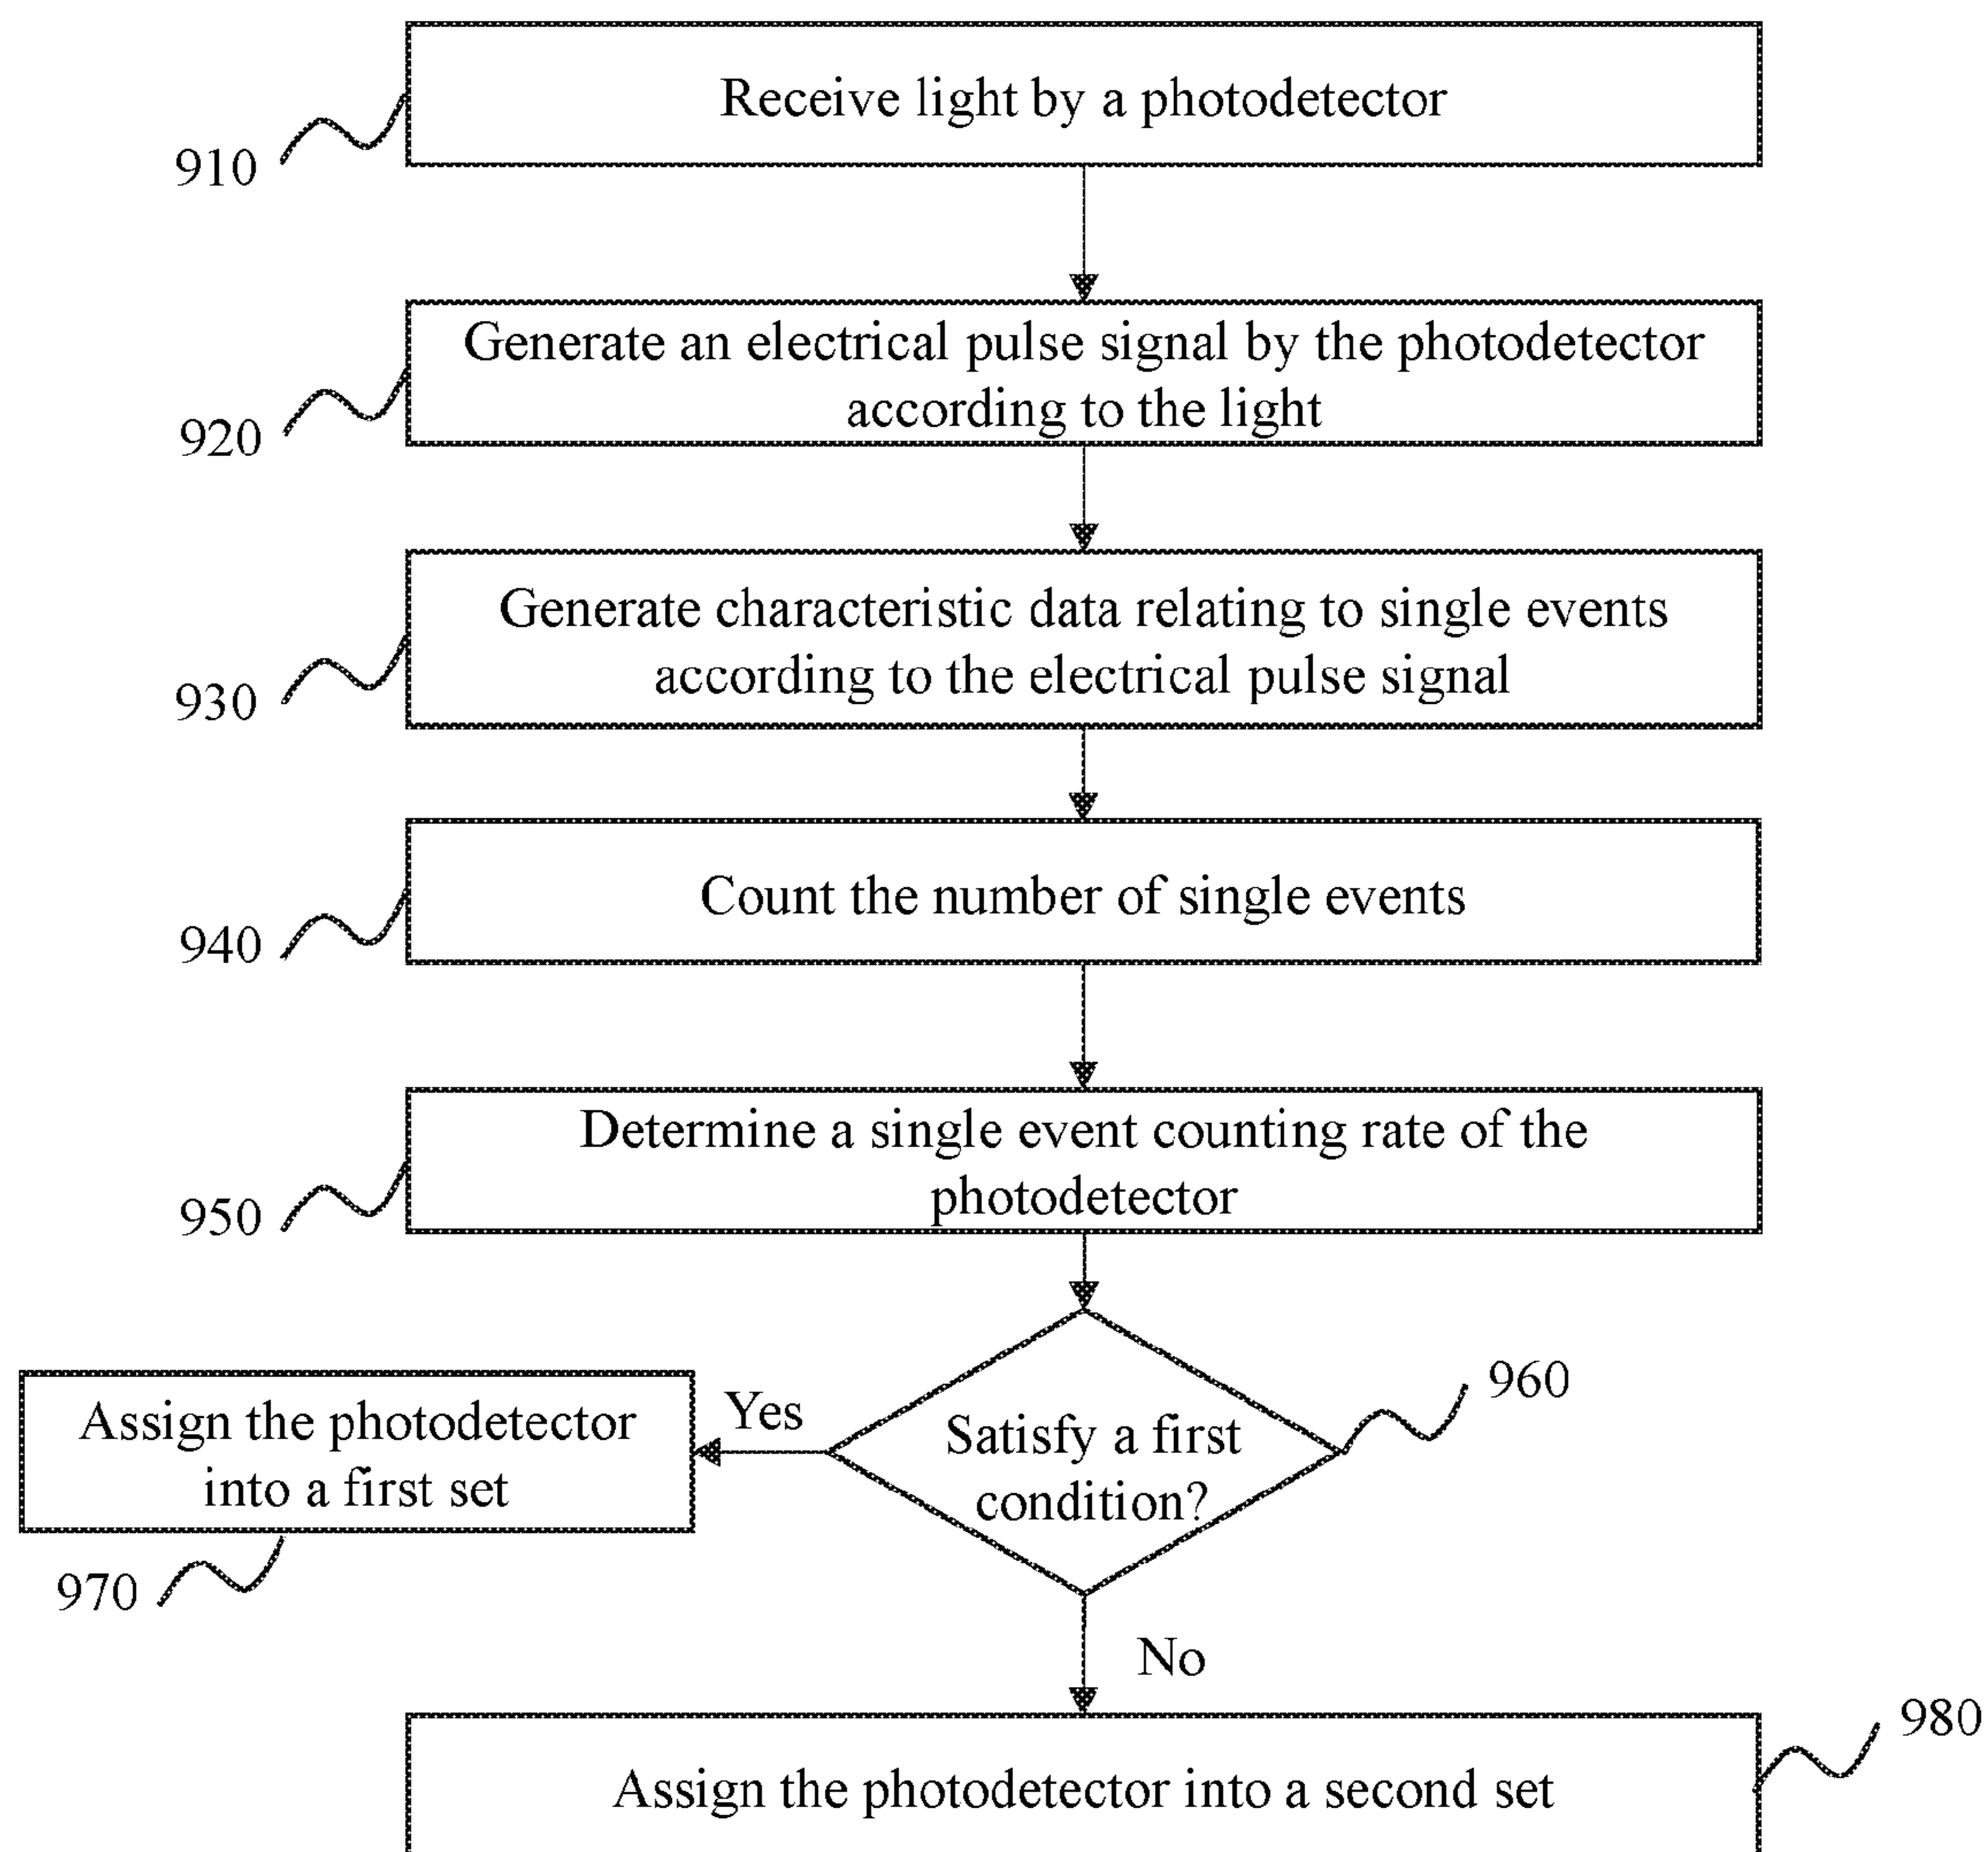 Receive light by a photodetector
910
Generate an electrical pulse signal by the photodetector
according to the light
920
Generate characteristic data relating to single events
according to the electrical pulse signal
930
Count the number of single events
940
Determine a single event counting rate of the
photodetector
950
960
Satisfy a first
condition?
Yes
Assign the photodetector
into a first set
970
No
980
Assign the photodetector into a second set